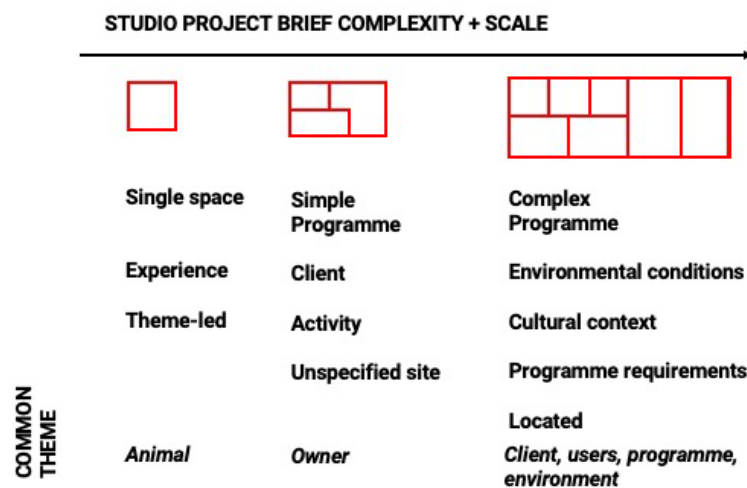 STUDIO PROJECT BRIEF COMPLEXITY + SCALE
Single space
Simple
Programme
Complex
Programme
Experience
Client
Environmental conditions
Theme-led
Activity
Cultural context
Unspecified site
Programme requirements
Located
COMMON
THEME
Animal
Owner
Client, users, programme,
environment